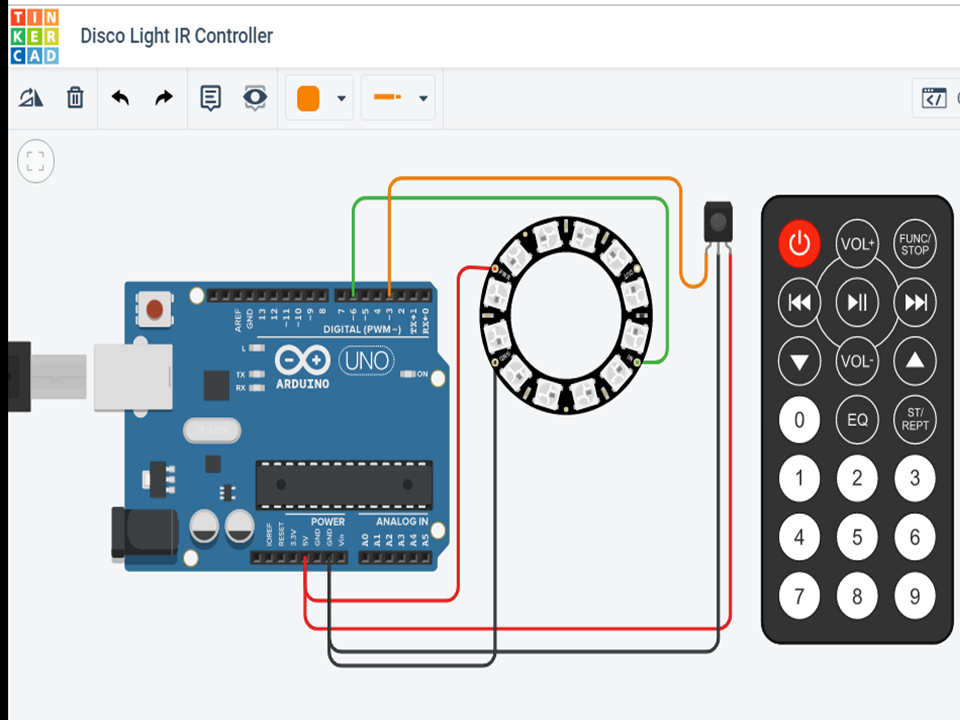 TIN
KER
CAD
Disco Light IR Controller
AREF
GND
13
12
~11
~10
~9
8
7
~6
~5
4
~3
2
TX→1
RX←0
DIGITAL (PWM~)
L
TX
RX
UNO
ARDUINO
ON
POWER
ANALOG IN
IOREF
RESET
3.3V
5V
GND
GND
Vin
A0
A1
A2
A3
A4
A5
OUT
IN
VOL+
FUNC/
STOP
VOL-
0
EQ
ST/
REPT
1
2
3
4
5
6
7
8
9